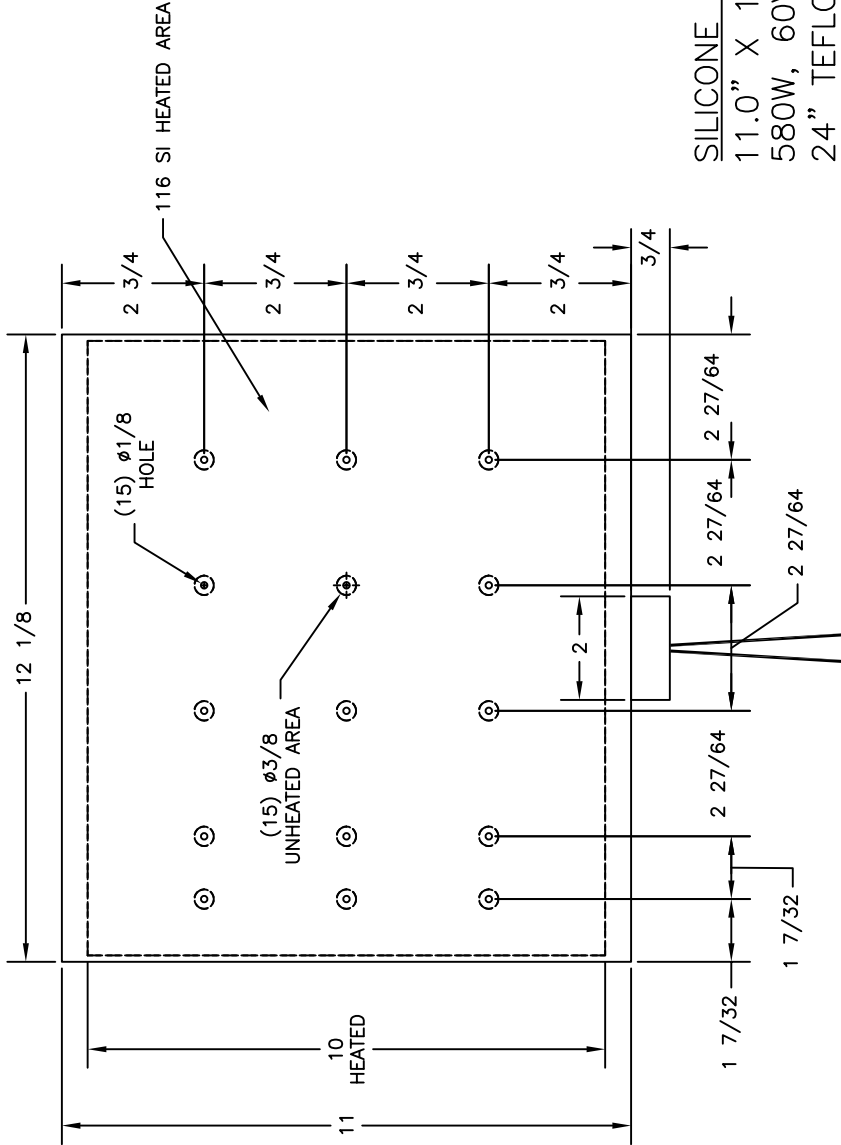 12 1/8
116 SI HEATED AREA
(15) ø1/8
HOLE
2 3/4
2 3/4
2 3/4
2 3/4
3/4
(15) ø3/8
UNHEATED AREA
10
HEATED
11
2
2 27/64
2 27/64
2 27/64
2 27/64
1 7/32
1 7/32
SILICONE
11.0" X 1
580W, 60
24"